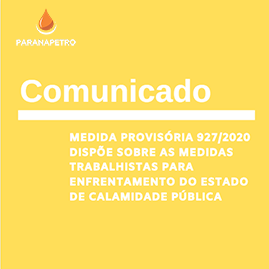 PARANAPETRO
Comunicado
MEDIDA PROVISÓRIA 927/2020
DISPÕE SOBRE AS MEDIDAS
TRABALHISTAS PARA
ENFRENTAMENTO DO ESTADO
DE CALAMIDADE PÚBLICA